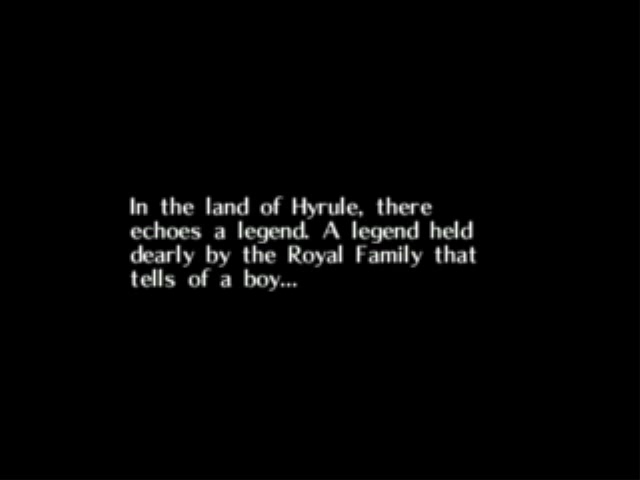 In the land of Hyrule, there
echoes a legend. A legend held
dearly by the Royal Family that
tells of a boy...